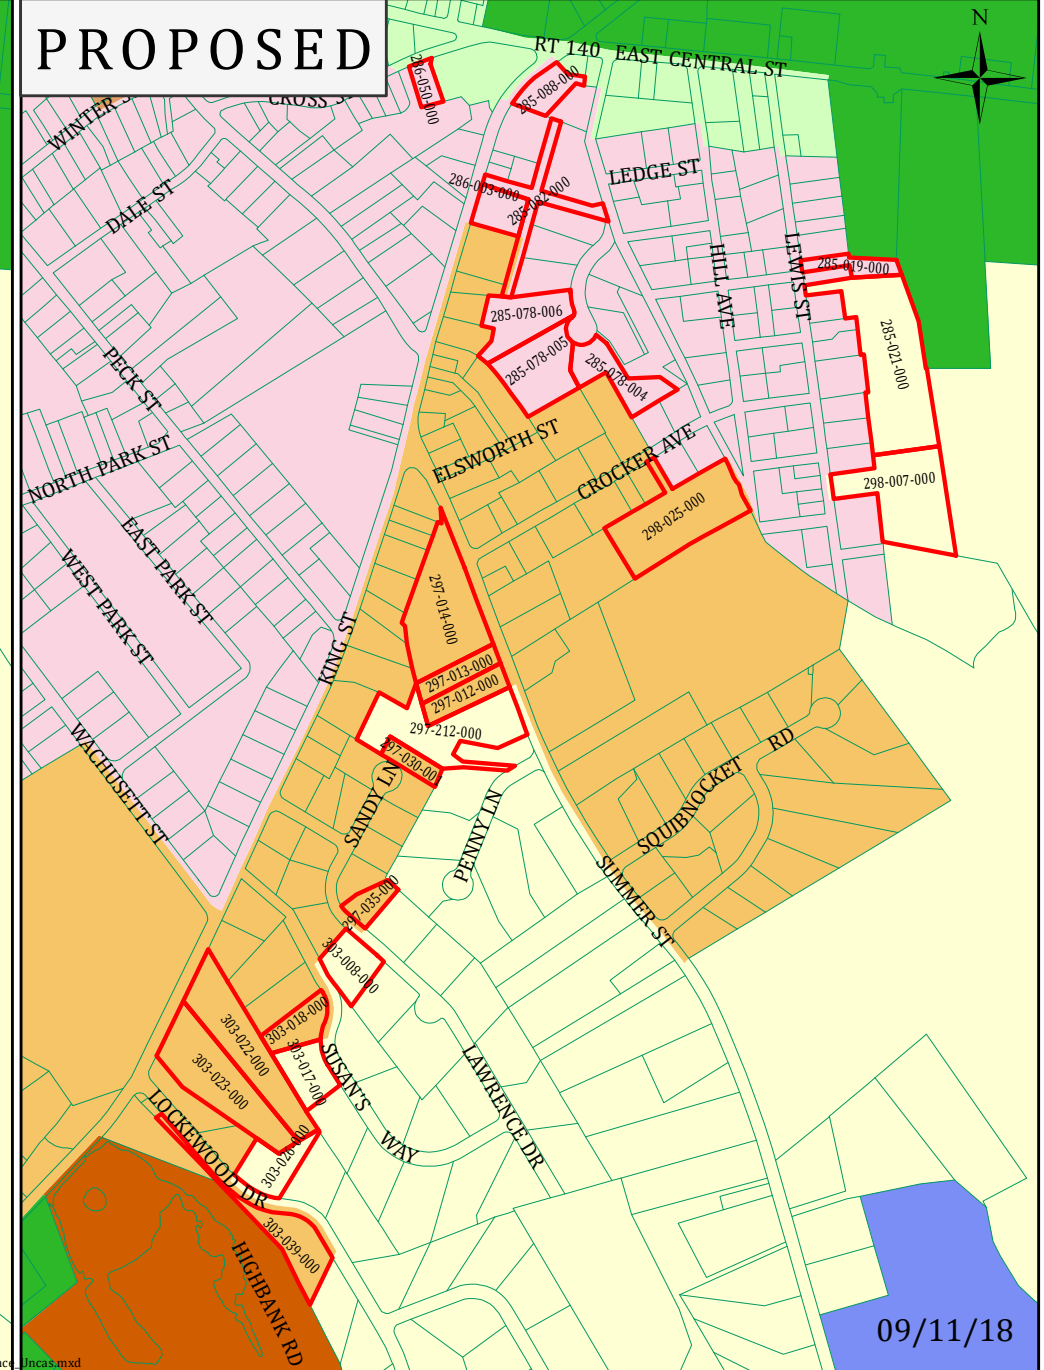 PROPOSED
N
RT 140 EAST CENTRAL ST
286-050-000
285-088-000
CROSS ST
WINTER S
LEDGE ST
286-003-000
285-082-000
DALE ST
HILL AVE
LEWIS ST
285-019-000
285-078-006
285-021-000
285-078-005
285-078-004
PECK ST
ELSWORTH ST
CROCKER AVE
NORTH PARK ST
298-007-000
298-025-000
EAST PARK ST
WEST PARK ST
297-014-000
KING ST
297-013-000
297-012-000
297-212-000
297-030-001
WACHUSETT ST
SANDY LN
PENNY LN
SQUIBNOCKET RD
SUMMER ST
297-035-000
303-008-000
303-018-000
303-022-000
303-017-000
303-023-000
SUSAN'S WAY
LAWRENCE DR
LOCKEWOOD DR
303-026-000
303-039-000
HIGHBANK RD
09/11/18
ce_Uncas.mxd